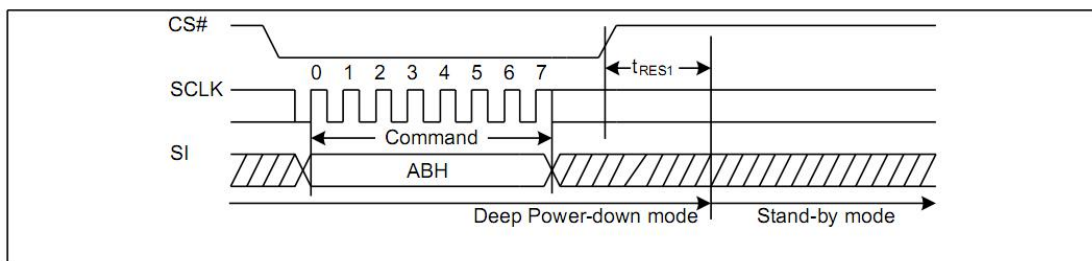 CS#
tRES1
0 1 2 3 4 5 6 7
SCLK
Command
SI
ABH
Deep Power-down mode Stand-by mode